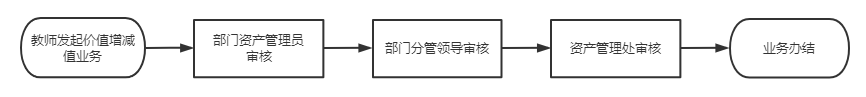 教师发起价值增减
值业务
部门资产管理员
审核
部门分管领导审核
资产管理处审核
业务办结